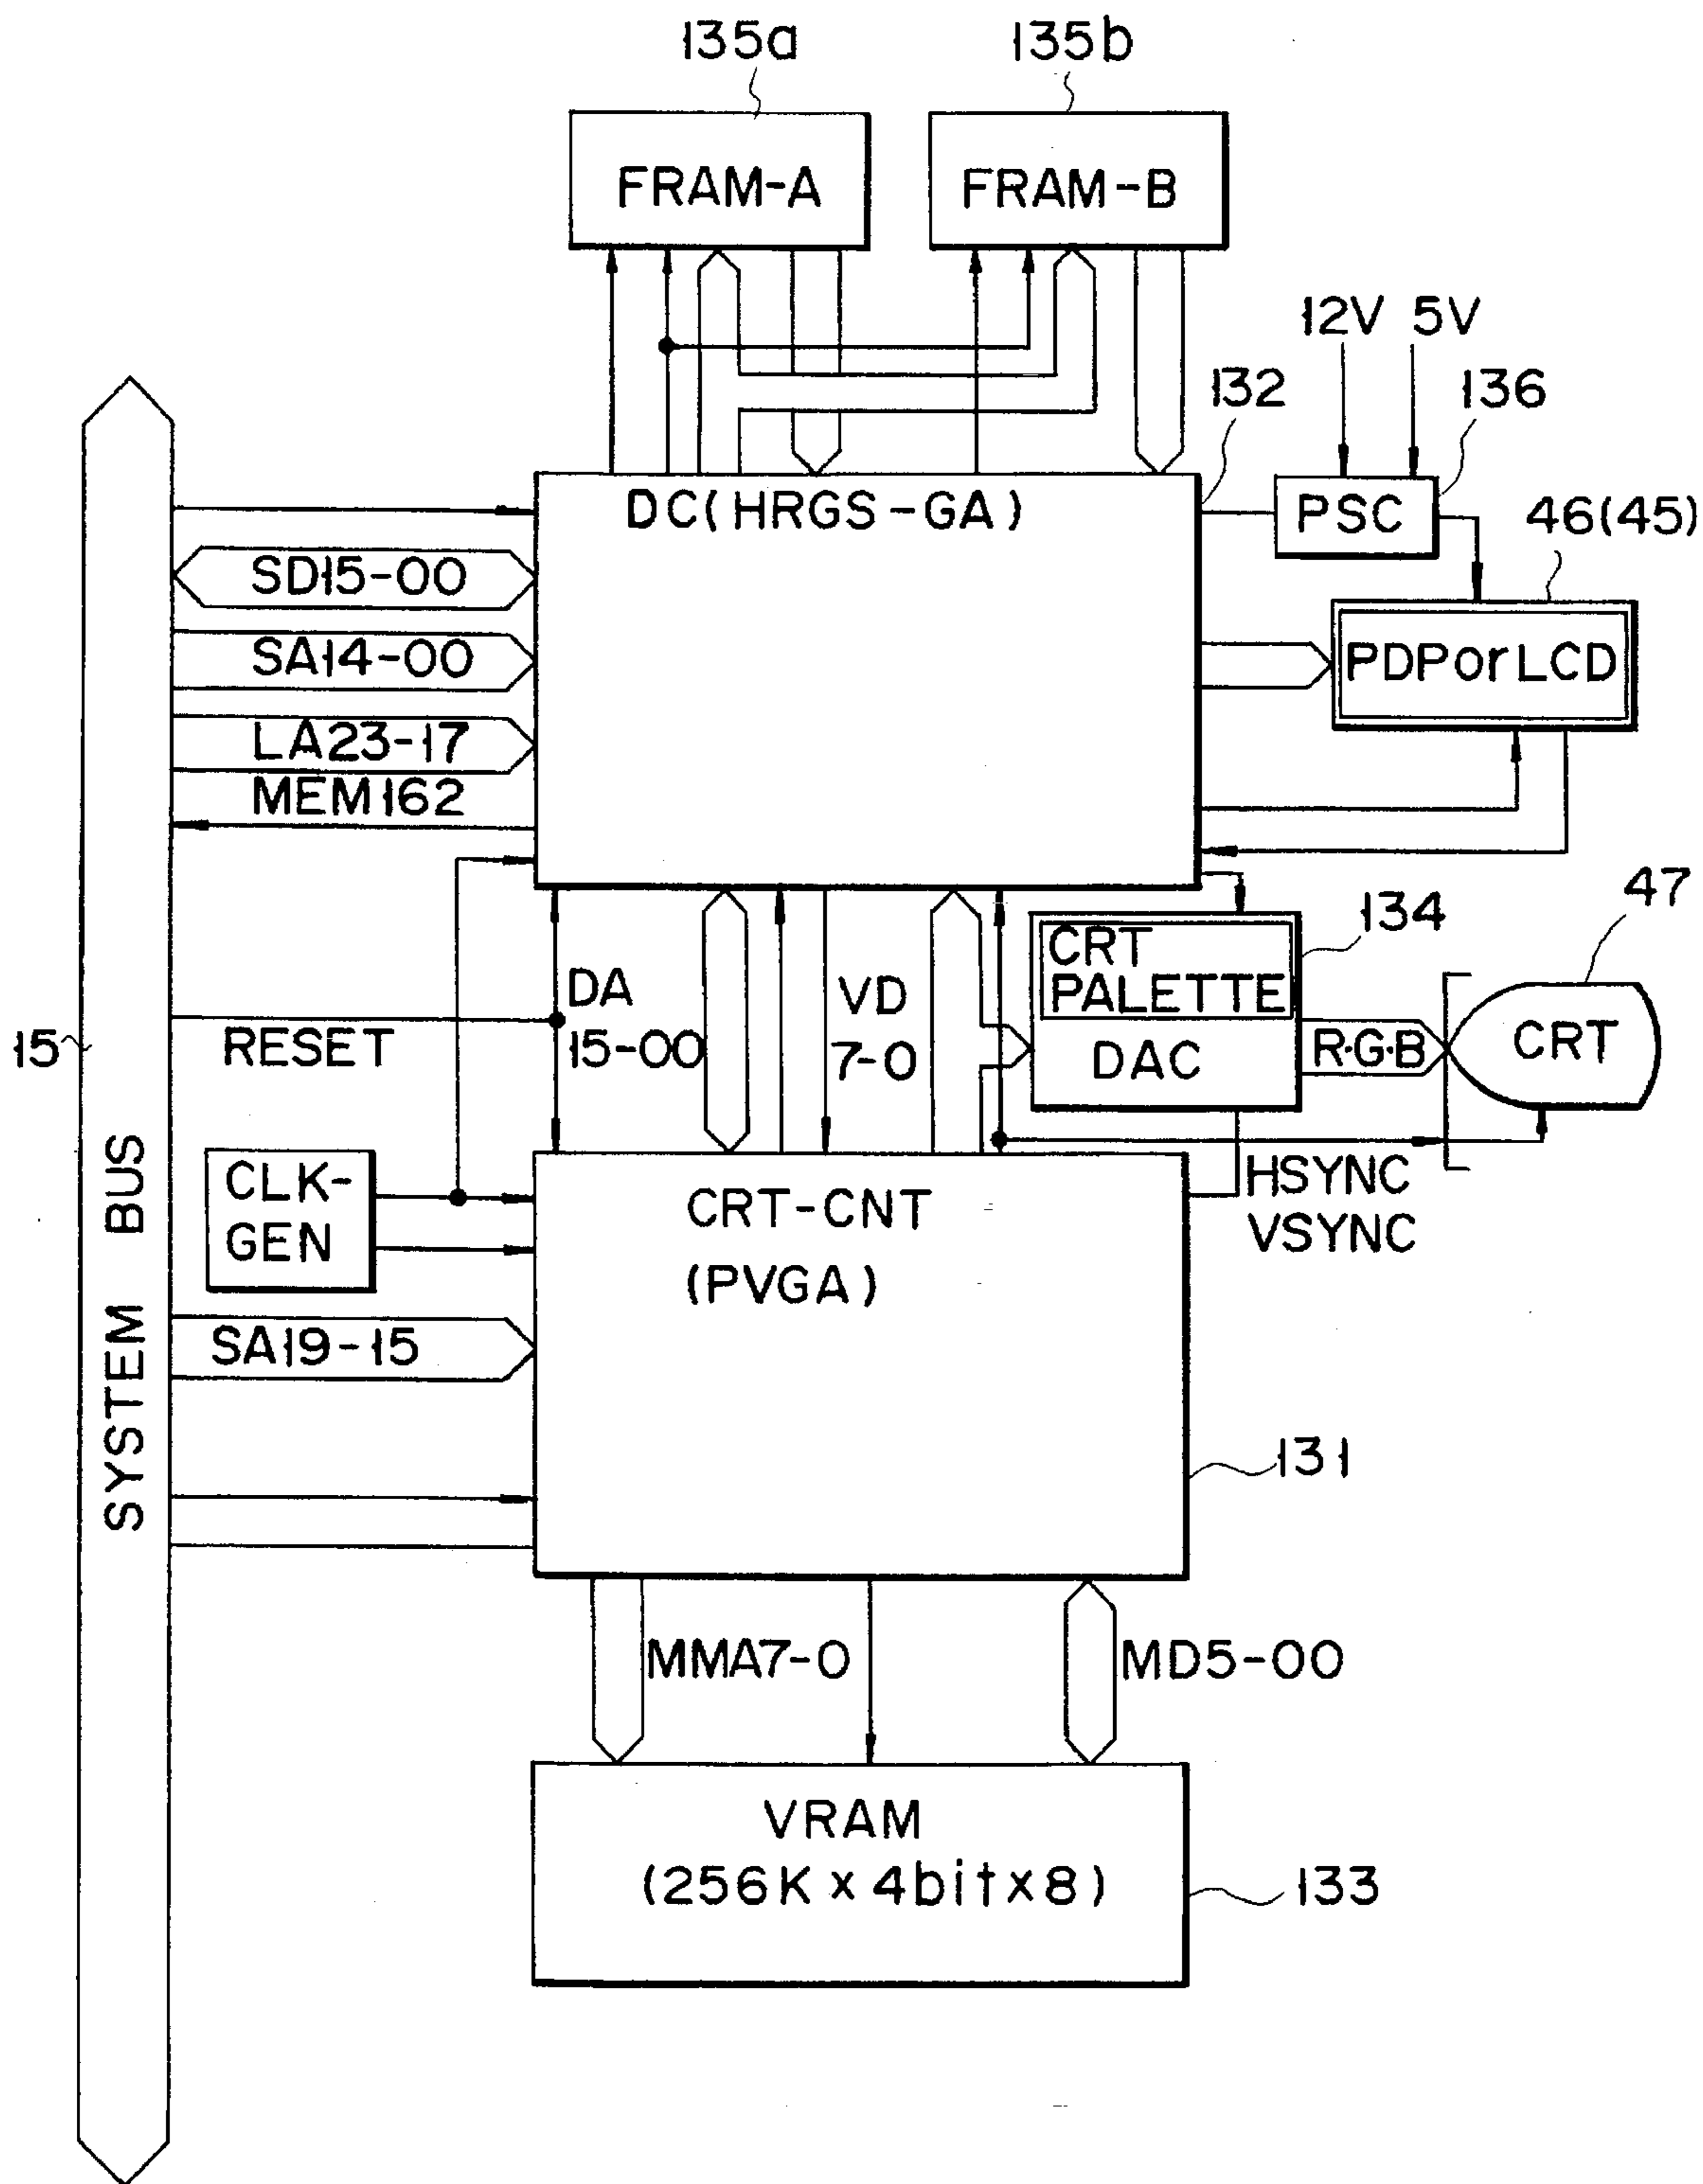 135a
135b
FRAM-A
FRAM-B
12V 5V
132
136
DC(HRGS-GA)
PSC
46(45)
SD15-00
SA14-00
PDPorLCD
LA23-17
MEM162
47
134
CRT
PALETTE
DA
15-00
VD
7-0
15
RESET
DAC
R·G·B
CRT
SYSTEM BUS
CLK-
GEN
CRT-CNT
(PVGA)
HSYNC
VSYNC
SA19-15
131
MMA7-0
MD5-00
VRAM
(256K x 4bitx8)
133